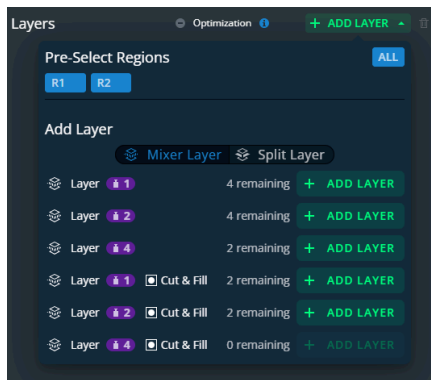 Layers Optimization + ADD LAYER
Pre-Select Regions ALL
R1 R2
Add Layer
Mixer Layer Split Layer
Layer 1 4 remaining + ADD LAYER
Layer 2 4 remaining + ADD LAYER
Layer 4 2 remaining + ADD LAYER
Layer 1 Cut & Fill 2 remaining + ADD LAYER
Layer 2 Cut & Fill 2 remaining + ADD LAYER
Layer 4 Cut & Fill 0 remaining + ADD LAYER